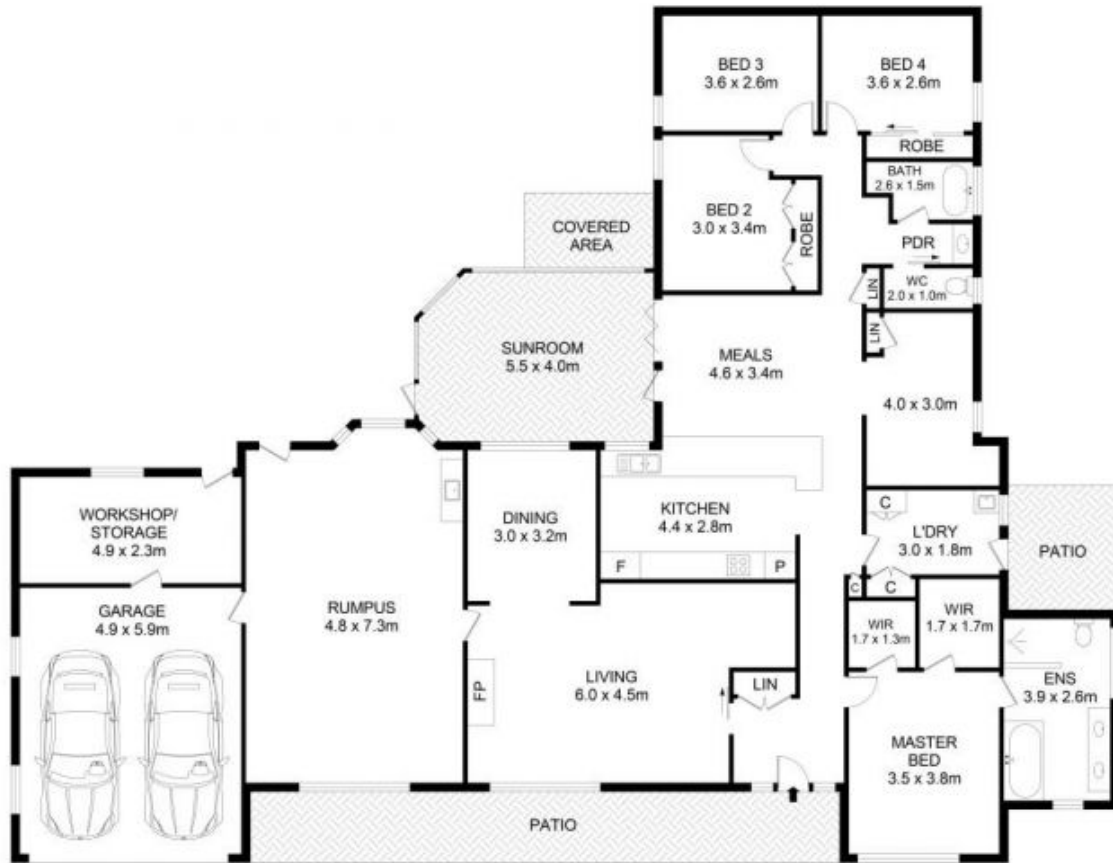 BED 3
3.6 x 2.6m
BED 4
3.6 x 2.6m
ROBE
BATH
2.6 x 1.5m
BED 2
3.0 x 3.4m
ROBE
COVERED
AREA
PDR
LIN
WC
2.0 x 1.0m
LIN
SUNROOM
5.5 x 4.0m
MEALS
4.6 x 3.4m
4.0 x 3.0m
WORKSHOP/
STORAGE
4.9 x 2.3m
DINING
3.0 x 3.2m
KITCHEN
4.4 x 2.8m
F
P
C
L'DRY
3.0 x 1.8m
PATIO
C
C
GARAGE
4.9 x 5.9m
RUMPUS
4.8 x 7.3m
WIR
1.7 x 1.3m
WIR
1.7 x 1.7m
FP
LIVING
6.0 x 4.5m
LIN
ENS
3.9 x 2.6m
MASTER
BED
3.5 x 3.8m
PATIO